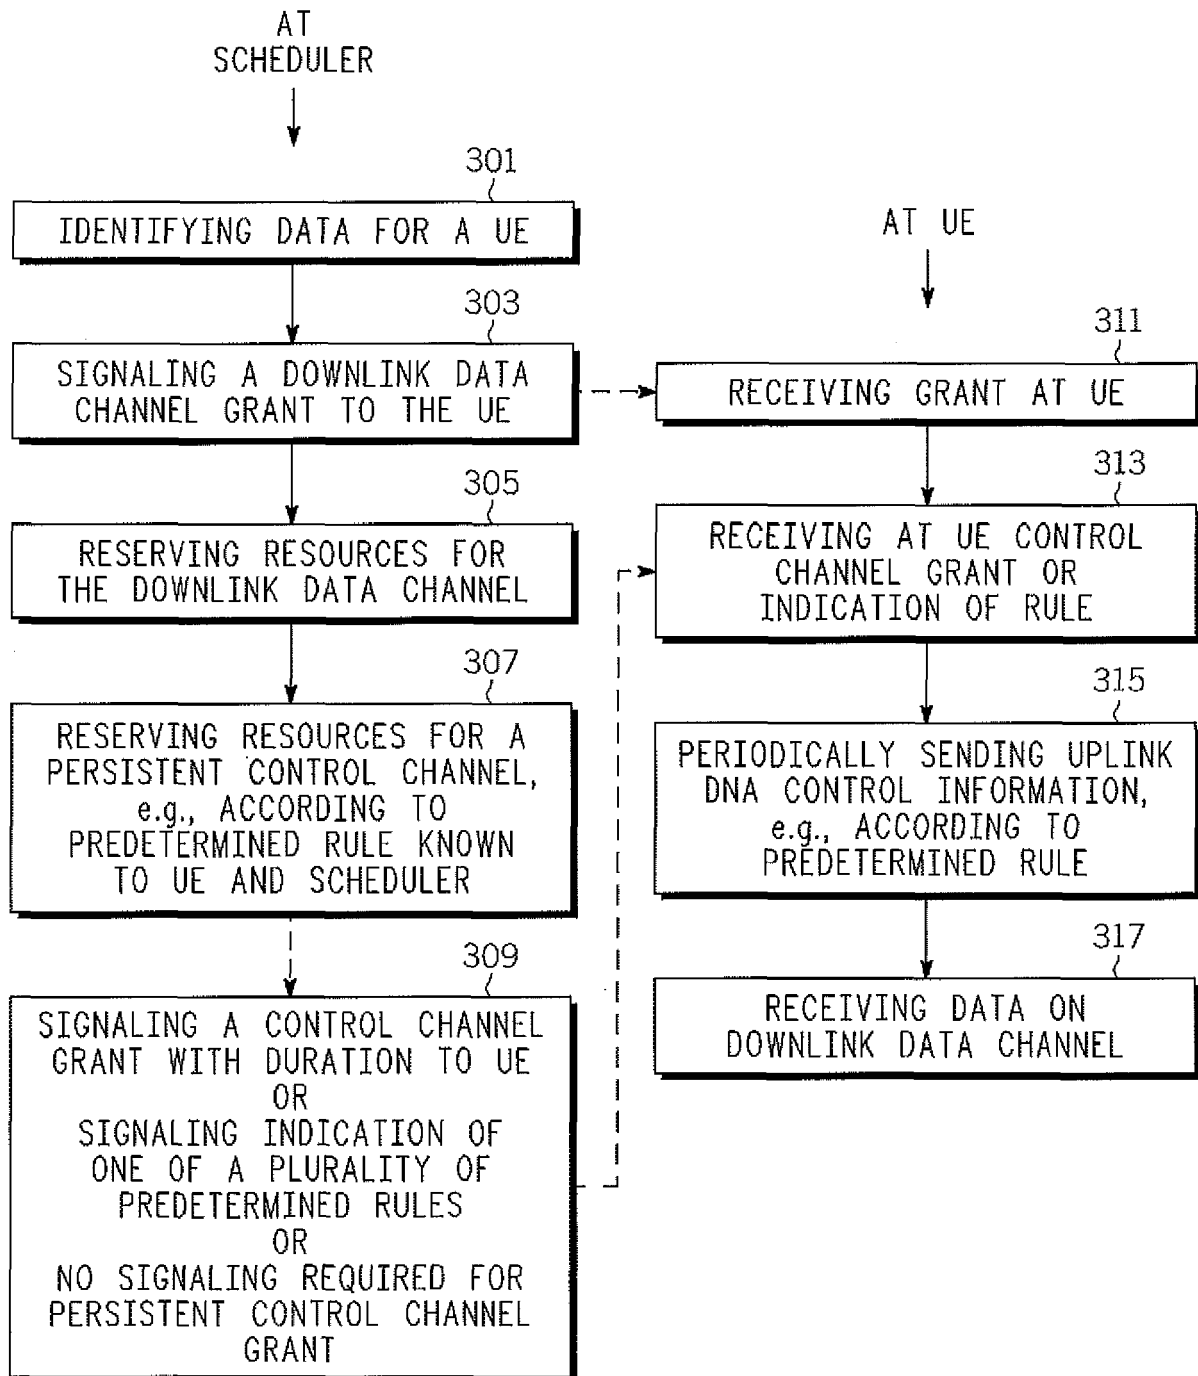 AT
SCHEDULER
301
IDENTIFYING DATA FOR A UE
303
SIGNALING A DOWNLINK DATA
CHANNEL GRANT TO THE UE
305
RESERVING RESOURCES FOR
THE DOWNLINK DATA CHANNEL
307
RESERVING RESOURCES FOR A
PERSISTENT CONTROL CHANNEL,
e.g., ACCORDING TO
PREDETERMINED RULE KNOWN
TO UE AND SCHEDULER
309
SIGNALING A CONTROL CHANNEL
GRANT WITH DURATION TO UE
OR
SIGNALING INDICATION OF
ONE OF A PLURALITY OF
PREDETERMINED RULES
OR
NO SIGNALING REQUIRED FOR
PERSISTENT CONTROL CHANNEL
GRANT
AT UE
311
RECEIVING GRANT AT UE
313
RECEIVING AT UE CONTROL
CHANNEL GRANT OR
INDICATION OF RULE
315
PERIODICALLY SENDING UPLINK
DNA CONTROL INFORMATION,
e.g., ACCORDING TO
PREDETERMINED RULE
317
RECEIVING DATA ON
DOWNLINK DATA CHANNEL